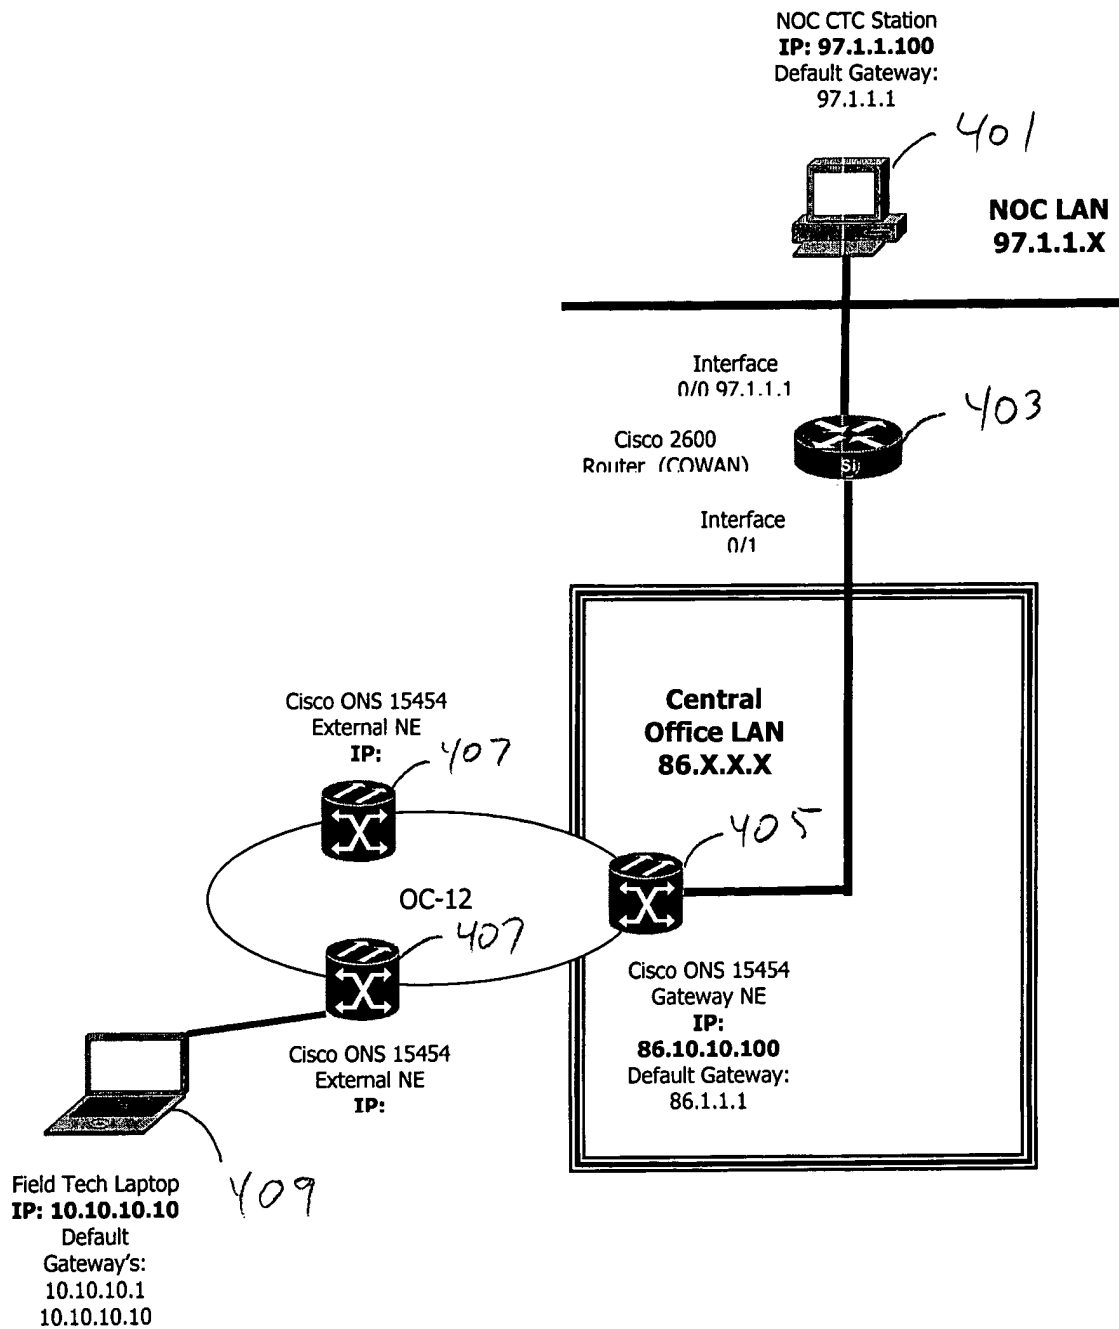 NOC CTC Station
IP: 97.1.1.100
Default Gateway:
97.1.1.1
401
NOC LAN
97.1.1.X
Interface
0/0 97.1.1.1
403
Cisco 2600
Router (COWAN)
Si
Interface
0/1
Central
Office LAN
86.X.X.X
Cisco ONS 15454
External NE
IP:
407
405
OC-12
407
Cisco ONS 15454
Gateway NE
IP:
86.10.10.100
Default Gateway:
86.1.1.1
Cisco ONS 15454
External NE
IP:
409
Field Tech Laptop
IP: 10.10.10.10
Default
Gateway's:
10.10.10.1
10.10.10.10